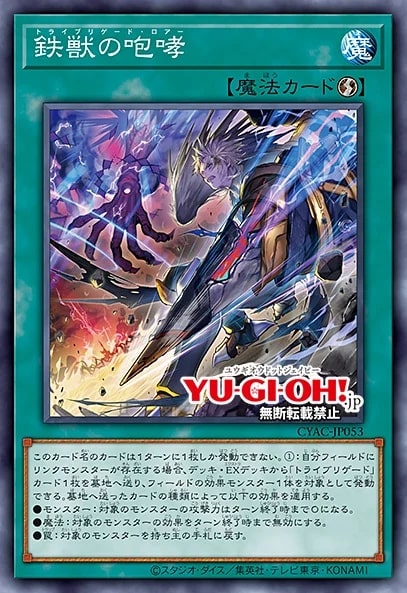 トライブリゲード・ロアー
鉄獣の咆哮
魔
【魔法カード】
ユウギオウドットジェイピー
YU-GI-OH!.jp
無断転載禁止
CYAC-JP053
このカード名のカードは1ターンに1枚しか発動できない。①:自分フィールドに
リンクモンスターが存在する場合、デッキ・EXデッキから「トライブリゲード」
カード1枚を墓地へ送り、フィールドの効果モンスター1体を対象として発動
できる。墓地へ送ったカードの種類によって以下の効果を適用する。
●モンスター:対象のモンスターの攻撃力はターン終了時まで0になる。
●魔法:対象のモンスターの効果をターン終了時まで無効にする。
●罠:対象のモンスターを持ち主の手札に戻す。
©スタジオ・ダイス/集英社・テレビ東京・KONAMI